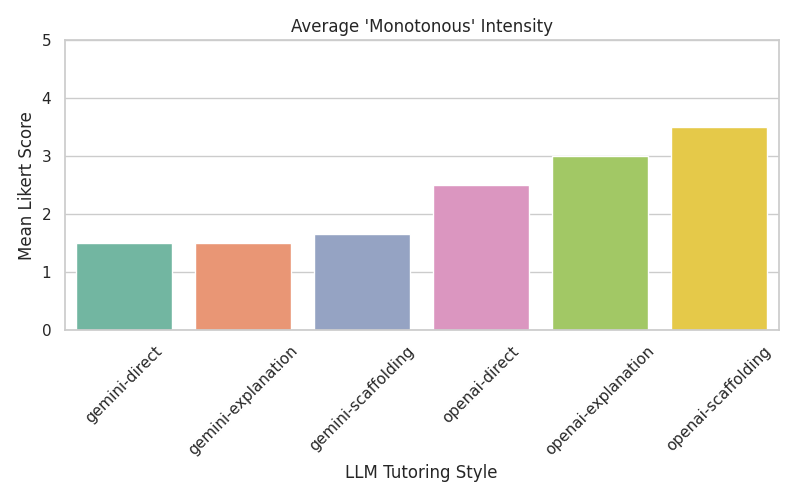 Average 'Monotonous' Intensity
Mean Likert Score
5
4
3
2
1
0
gemini-direct
gemini-explanation
gemini-scaffolding
openai-direct
openai-explanation
openai-scaffolding
LLM Tutoring Style